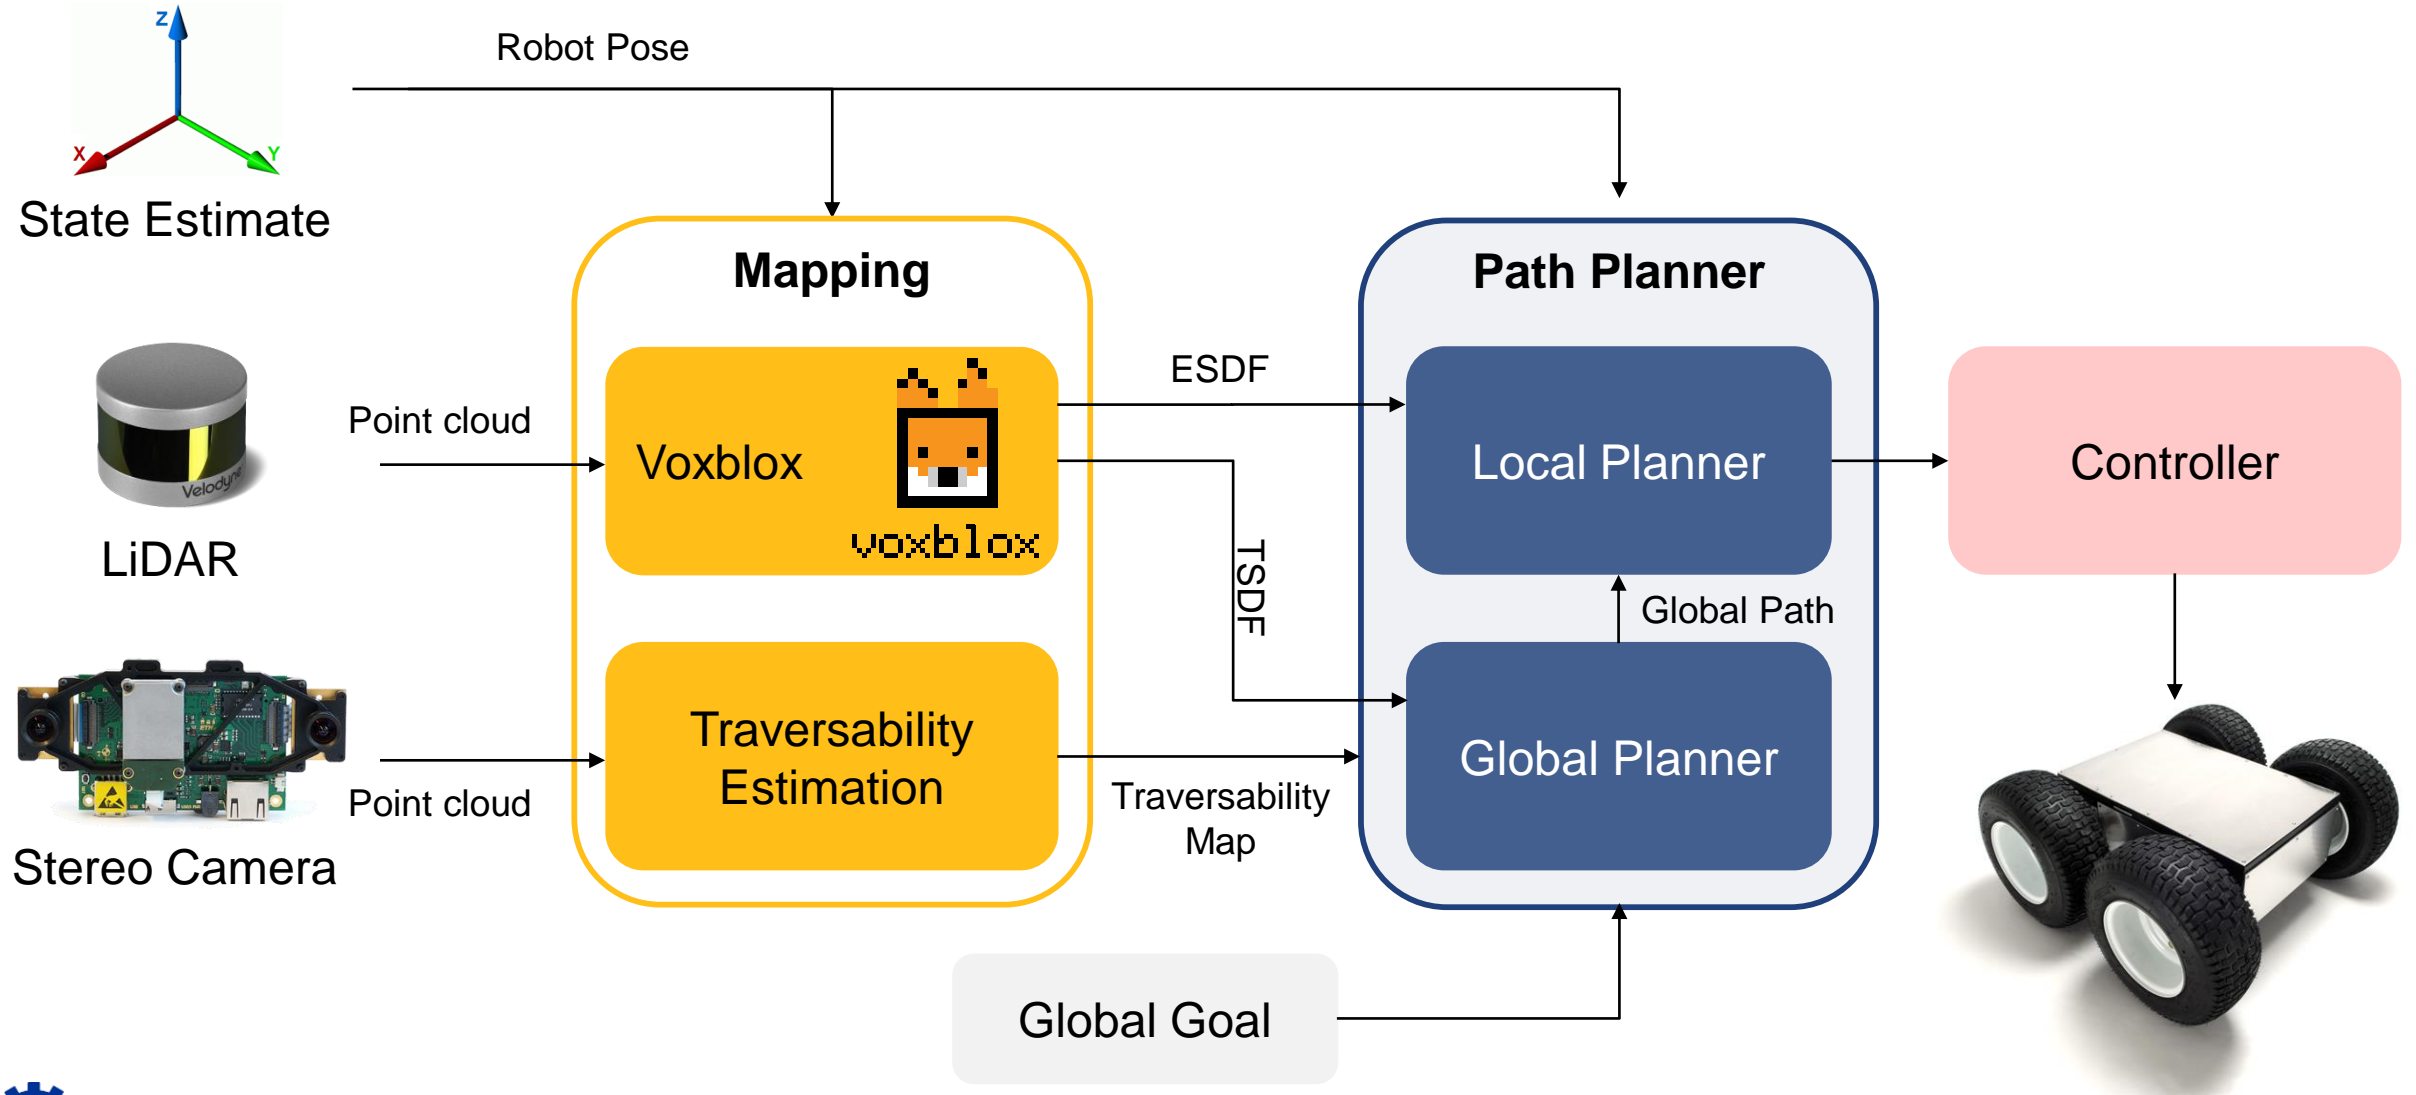 Z
X
Y
State Estimate
Robot Pose
Mapping
Path Planner
Velodyne
LiDAR
Point cloud
Voxblox
voxblox
ESDF
TSDF
Local Planner
Controller
Global Path
Stereo Camera
Point cloud
Traversability
Estimation
Traversability
Map
Global Planner
Global Goal